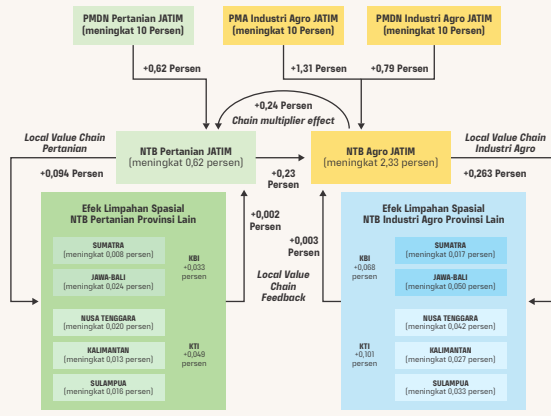 PMDN Pertanian JATIM
(meningkat 10 Persen)
PMA Industri Agro JATIM
(meningkat 10 Persen)
PMDN Industri Agro JATIM
(meningkat 10 Persen)
+0,62 Persen
+1,31 Persen
+0,79 Persen
+0,24 Persen
Chain multiplier effect
Local Value Chain
Pertanian
NTB Pertanian JATIM
(meningkat 0,62 persen)
NTB Agro JATIM
(meningkat 2,33 persen)
Local Value Chain
Industri Agro
+0,094 Persen
+0,23
Persen
+0,263 Persen
Efek Limpahan Spasial
NTB Pertanian Provinsi Lain
SUMATRA
(meningkat 0,008 persen)
JAWA-BALI
(meningkat 0,024 persen)
KBI
+0,033
persen
NUSA TENGGARA
(meningkat 0,020 persen)
KALIMANTAN
(meningkat 0,013 persen)
SULAMPUA
(meningkat 0,016 persen)
KTI
+0,049
persen
+0,002
Persen
+0,003
Persen
Local Value
Chain
Feedback
Efek Limpahan Spasial
NTB Industri Agro Provinsi Lain
KBI
+0,068
persen
SUMATRA
(meningkat 0,017 persen)
JAWA-BALI
(meningkat 0,050 persen)
KTI
+0,101
persen
NUSA TENGGARA
(meningkat 0,042 persen)
KALIMANTAN
(meningkat 0,027 persen)
SULAMPUA
(meningkat 0,033 persen)